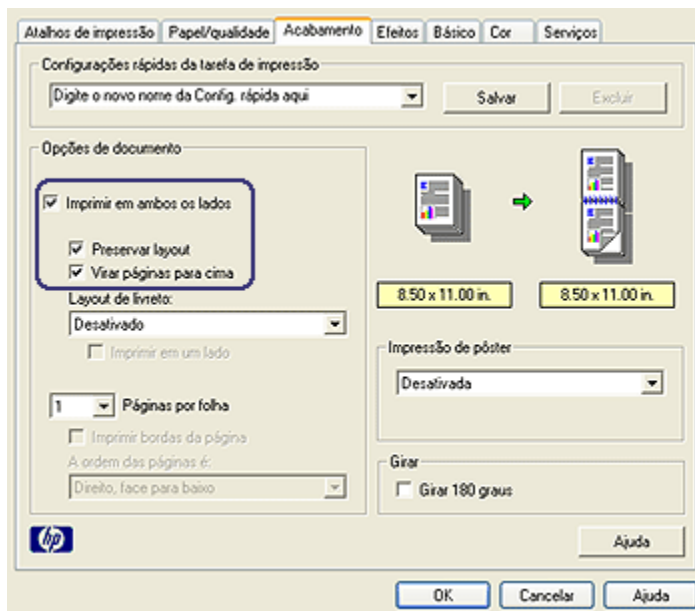 Atalhos de impressão Papel/qualidade Acabamento Efeitos Básico Cor Serviços
Configurações rápidas da tarefa de impressão
Digite o novo nome da Config. rápida aqui Salvar Excluir
Opções de documento
Imprimir em ambos os lados
Preservar layout
Virar páginas para cima
Layout de livreto:
Desativado
Imprimir em um lado
1 Páginas por folha
Imprimir bordas da página
A ordem das páginas é:
Direito, face para baixo
8.50 x 11.00 in. 8.50 x 11.00 in.
Impressão de pôster
Desativada
Girar
Girar 180 graus
hp
Ajuda
OK Cancelar Ajuda